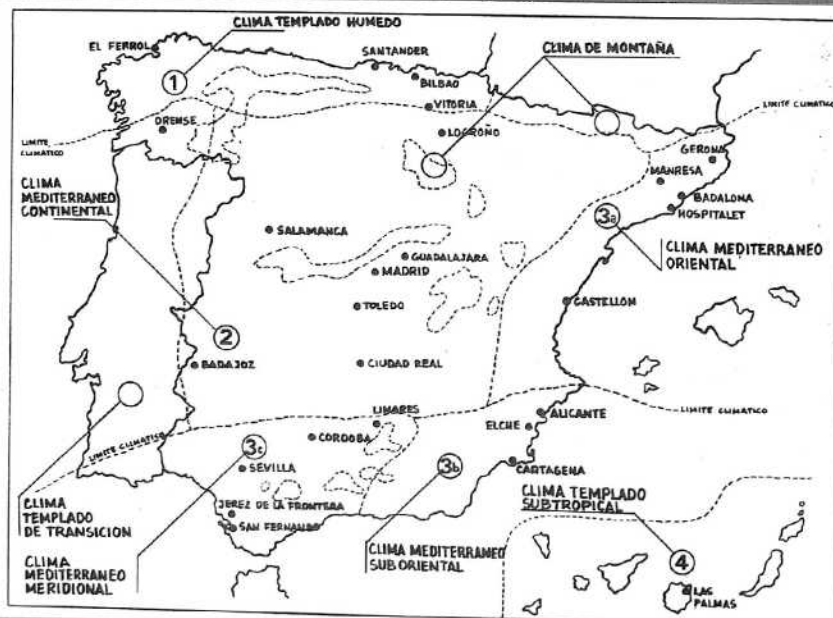 CLIMA TEMPLADO HUMEDO
EL FERROL
SANTANDER
CLIMA DE MONTAÑA
BILBAO
1
VITORIA
LIMITE CLIMATICO
ORENSE
LOGROÑO
LIMITE
CLIMATICO
GERONA
MANRESA
CLIMA
MEDITERRANEO
CONTINENTAL
BADALONA
HOSPITALET
3a
SALAMANCA
CLIMA MEDITERRANEO
ORIENTAL
GUADALAJARA
MADRID
TOLEDO
CASTELLON
2
BADAJOZ
CIUDAD REAL
LINARES
ALICANTE
LIMITE CLIMATICO
ELCHE
LIMITE CLIMATICO
3c
CORDOBA
3b
SEVILLA
CARTAGENA
CLIMA
TEMPLADO
DE TRANSICION
JEREZ DE LA FRONTERA
SAN FERNANDO
CLIMA TEMPLADO
SUBTROPICAL
CLIMA
MEDITERRANEO
MERIDIONAL
CLIMA MEDITERRANEO
SUB ORIENTAL
4
LAS
PALMAS